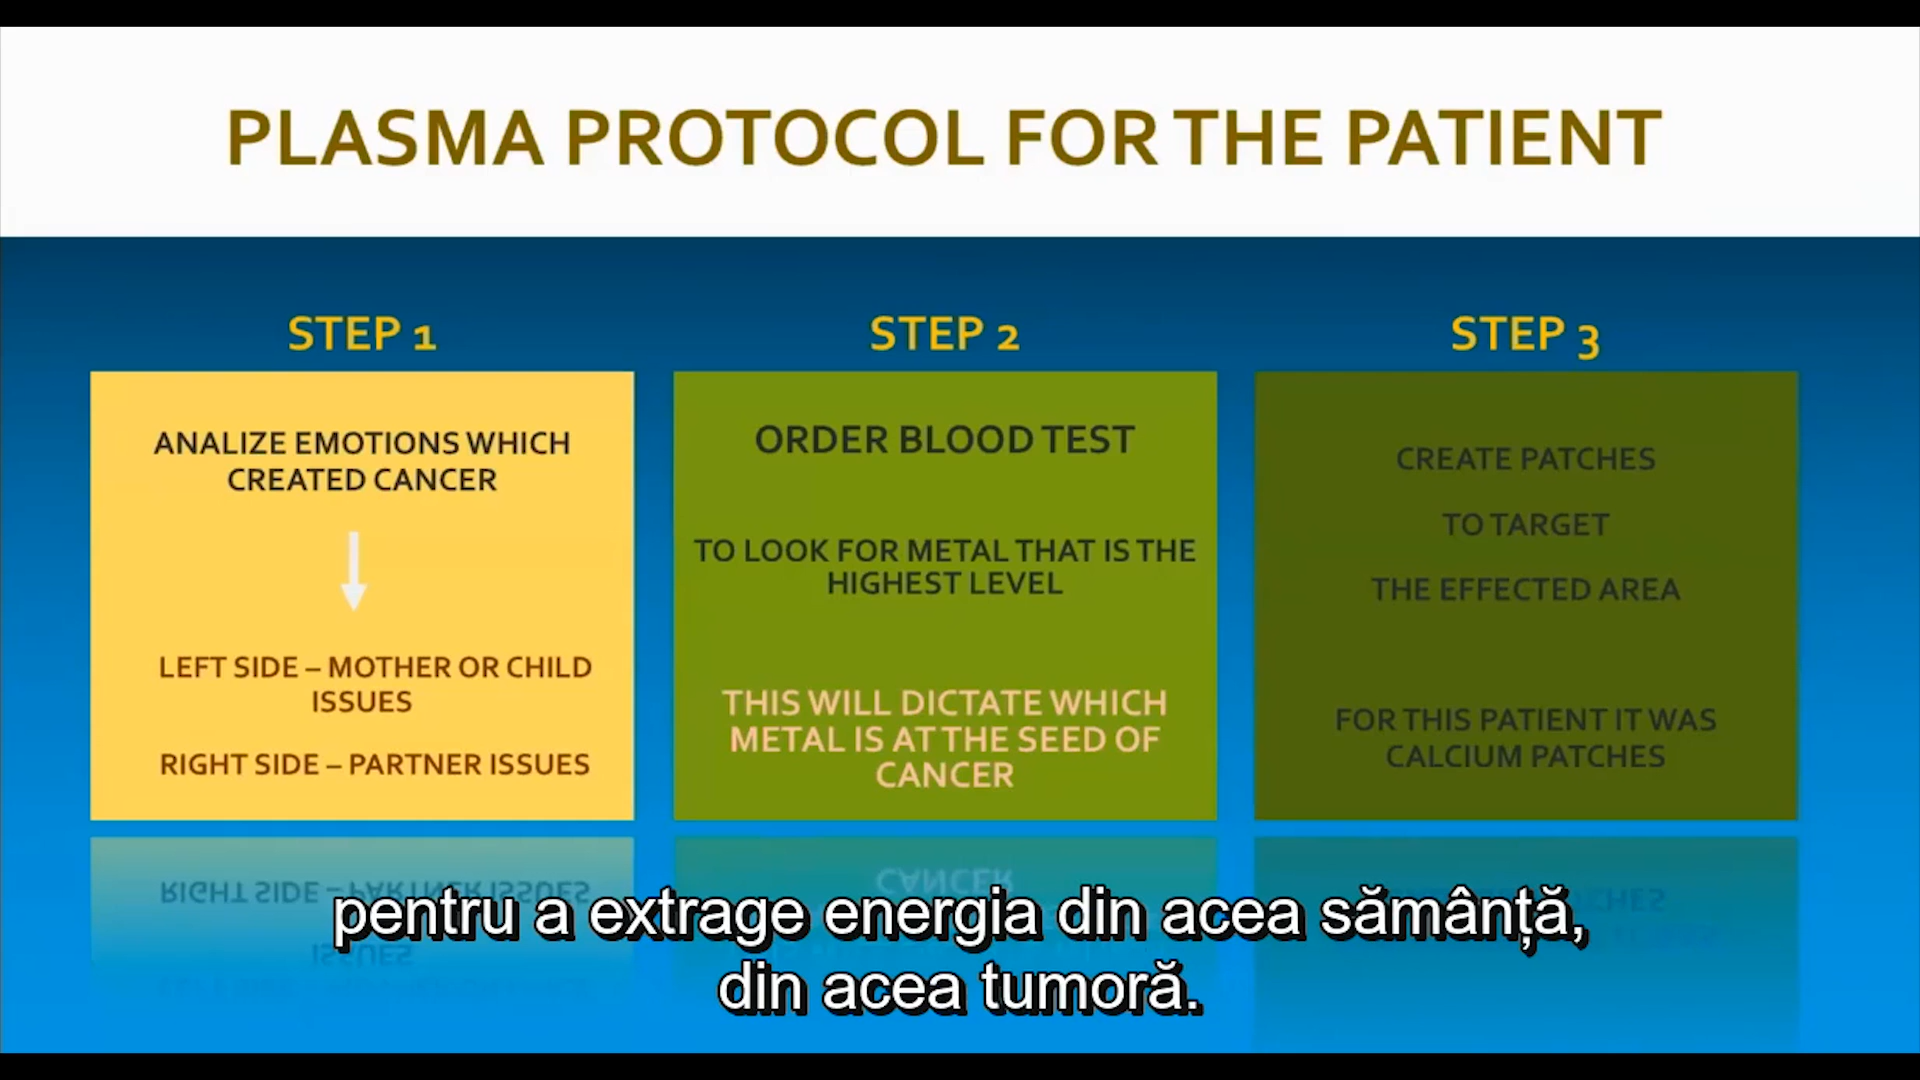 PLASMA PROTOCOL FOR THE PATIENT
STEP 1
ANALIZE EMOTIONS WHICH
CREATED CANCER
LEFT SIDE – MOTHER OR CHILD
ISSUES
RIGHT SIDE – PARTNER ISSUES
STEP 2
ORDER BLOOD TEST
TO LOOK FOR METAL THAT IS THE
HIGHEST LEVEL
THIS WILL DICTATE WHICH
METAL IS AT THE SEED OF
CANCER
STEP 3
CREATE PATCHES
TO TARGET
THE EFFECTED AREA
FOR THIS PATIENT IT WAS
CALCIUM PATCHES
pentru a extrage energia din acea sămânță,
din acea tumoră.